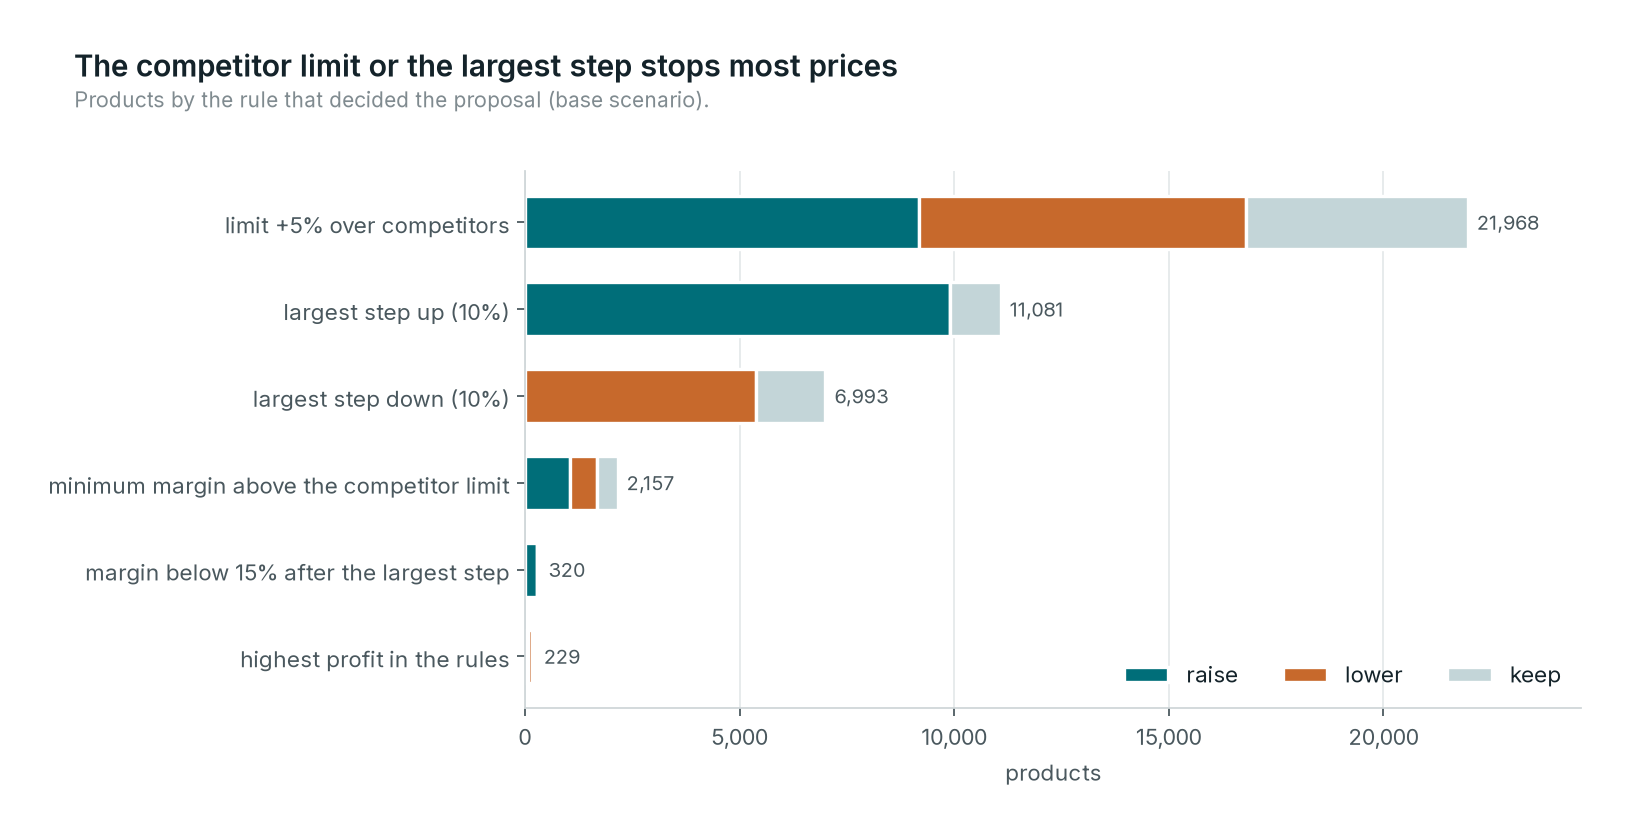 The competitor limit or the largest step stops most prices
Products by the rule that decided the proposal (base scenario).
limit +5% over competitors
21,968
largest step up (10%)
11,081
largest step down (10%)
6,993
minimum margin above the competitor limit
2,157
margin below 15% after the largest step
320
highest profit in the rules
229
raise
lower
keep
0
5,000
10,000
15,000
20,000
products